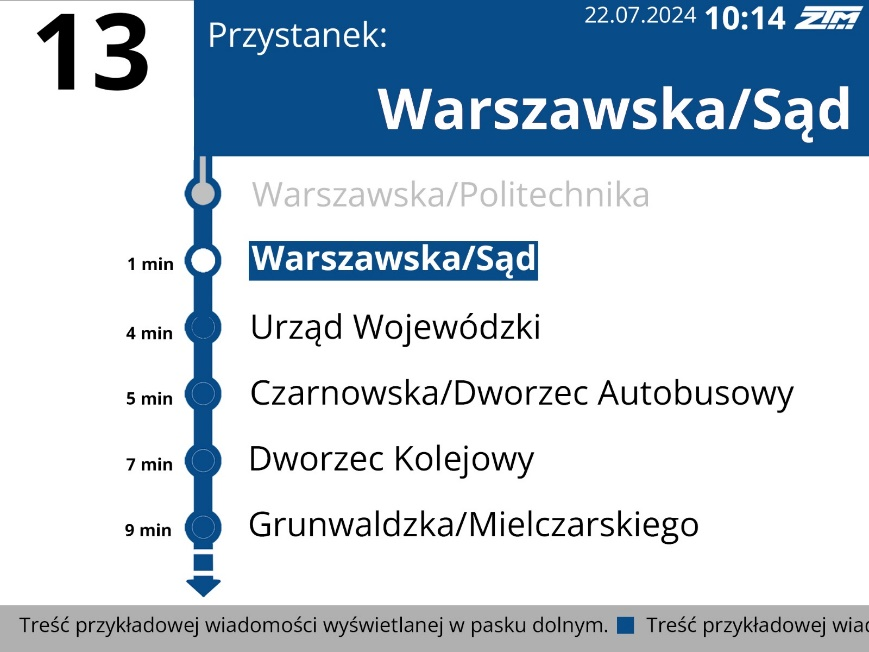 13
Przystanek:
22.07.2024 10:14 ZTM
Warszawska/Sąd
Warszawska/Politechnika
1 min Warszawska/Sąd
4 min Urząd Wojewódzki
5 min Czarnowska/Dworzec Autobusowy
7 min Dworzec Kolejowy
9 min Grunwaldzka/Mielczarskiego
Treść przykładowej wiadomości wyświetlanej w pasku dolnym. Treść przykładowej wiad